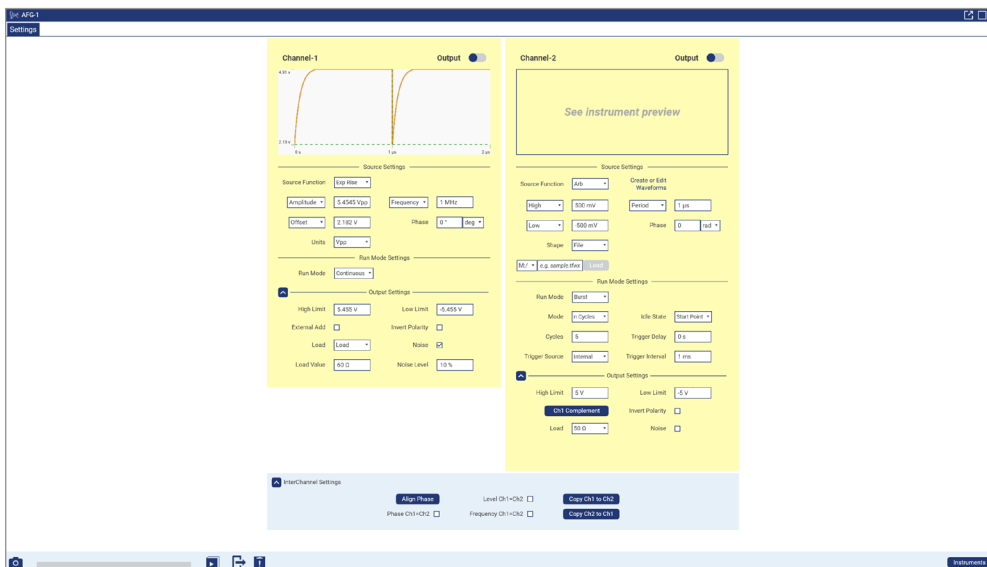 AFG-1
Settings
Channel-1 Output
4.91 v
2.18 v
0 s 1 µs 2 µs
Source Settings
Source Function Exp Rise
Amplitude 5.4545 Vpp Frequency 1 MHz
Offset 2.182 V Phase 0 ° deg
Units Vpp
Run Mode Settings
Run Mode Continuous
Output Settings
High Limit 5.455 V Low Limit -5.455 V
External Add Invert Polarity
Load Load Noise
Load Value 60 Ω Noise Level 10 %
Channel-2 Output
See instrument preview
Source Settings
Source Function Arb Create or Edit
Waveforms
High 500 mV Period 1 µs
Low -500 mV Phase 0 rad
Shape File
M:/ e.g. sample.tfwx Load
Run Mode Settings
Run Mode Burst
Mode n Cycles Idle State Start Point
Cycles 5 Trigger Delay 0 s
Trigger Source Internal Trigger Interval 1 ms
Output Settings
High Limit 5 V Low Limit -5 V
Ch1 Complement Invert Polarity
Load 50 Ω Noise
InterChannel Settings
Align Phase Level Ch1=Ch2 Copy Ch1 to Ch2
Phase Ch1=Ch2 Frequency Ch1=Ch2 Copy Ch2 to Ch1
Instruments